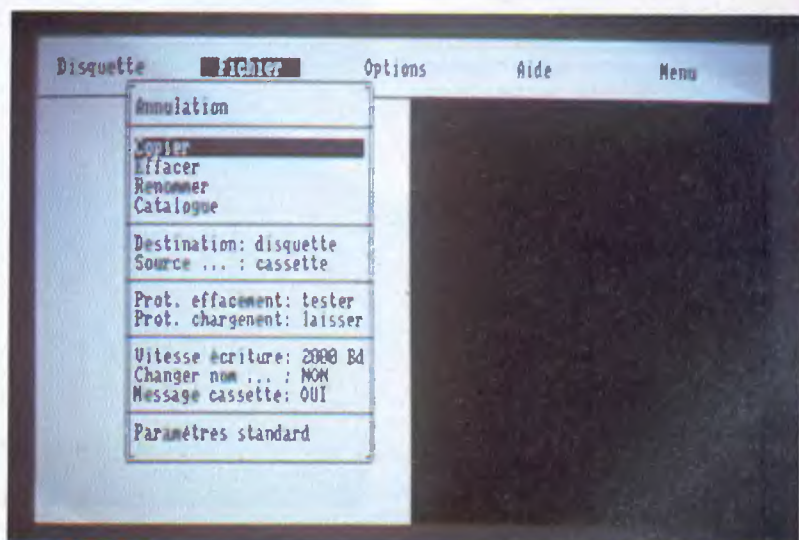 Disquette Fichier Options Aide Menu
Annulation
Copier
Effacer
Renommer
Catalogue
Destination: disquette
Source ... : cassette
Prot. effacement: tester
Prot. chargement: laisser
Vitesse écriture: 2000 Bd
Changer nom ... : NON
Message cassette: OUI
Paramètres standard